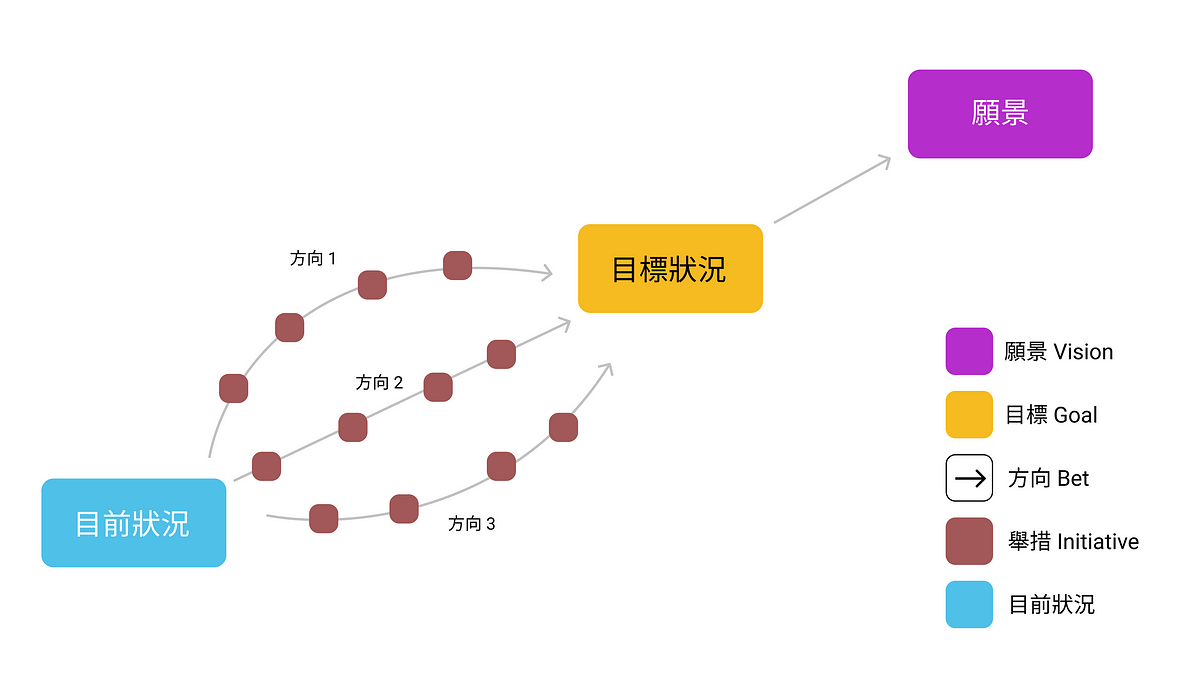 願景
方向 1
目標狀況
方向 2
目前狀況
方向 3
願景 Vision
目標 Goal
方向 Bet
舉措 Initiative
目前狀況